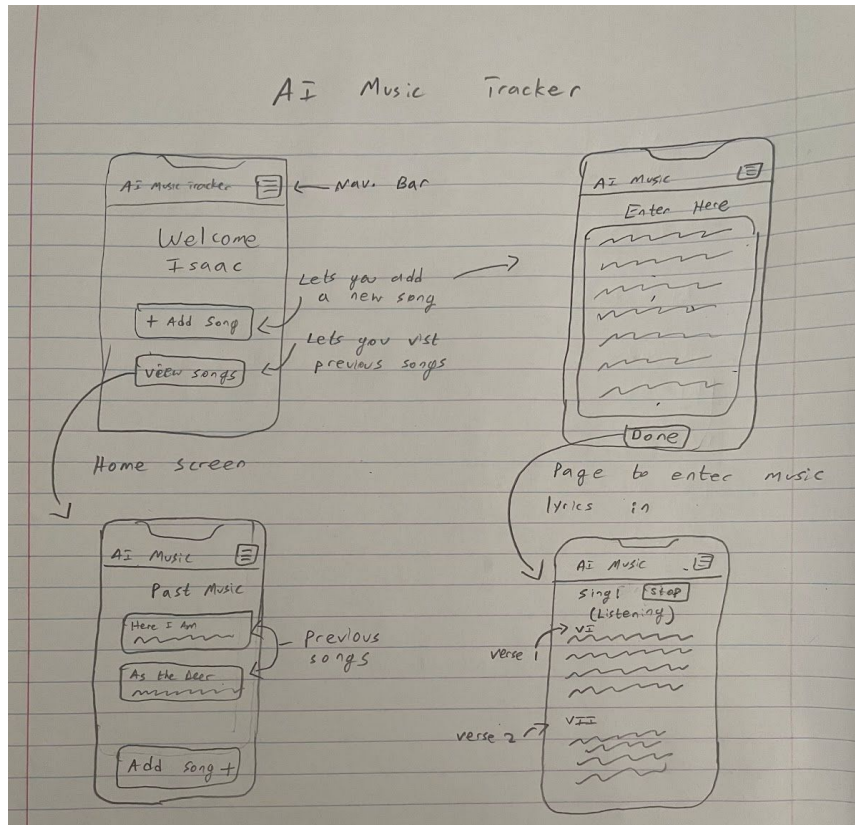 AI Music Tracker
AI Music Tracker
← Nav. Bar
Welcome
Isaac
Lets you add
a new song
+ Add Song
Lets you vist
previous songs
View songs
Home screen
AI Music
Enter Here
Done
Page to enter music
lyrics in
AI Music
Past Music
Here I Am
As the Deer
Previous
songs
Add song +
AI Music
Sing! Stop
(Listening)
VI
Verse 1
VII
Verse 2